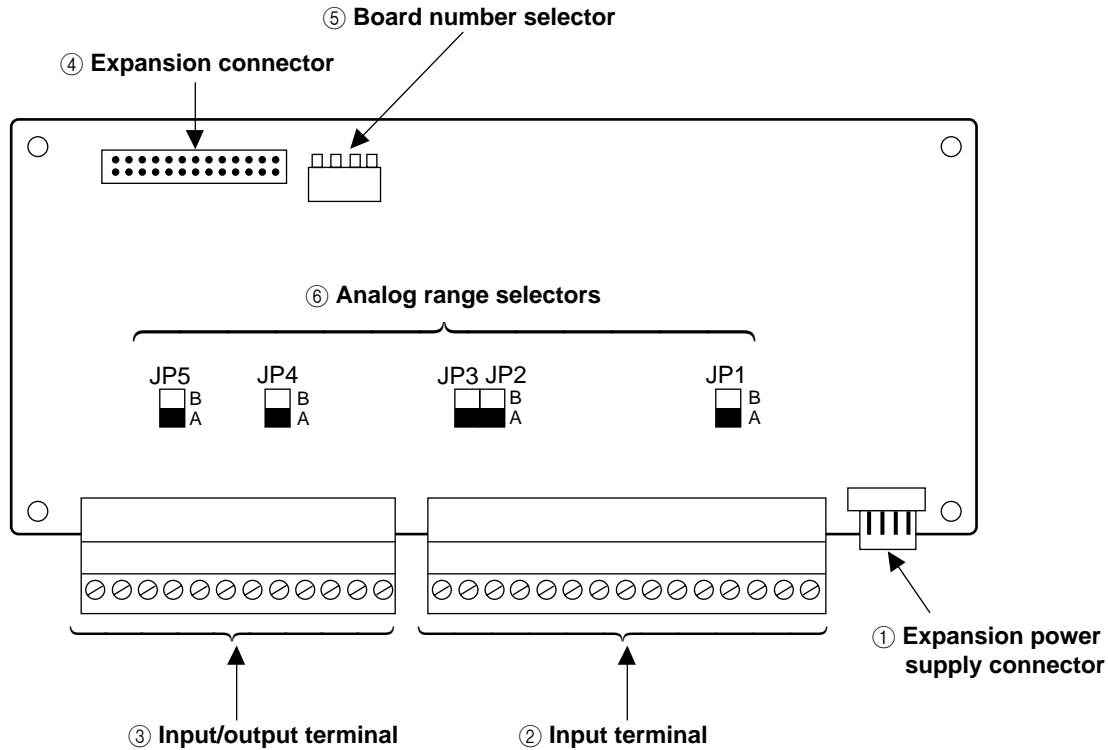 ⑤ Board number selector
④ Expansion connector
⑥ Analog range selectors
JP5
B
A
JP4
B
A
JP3 JP2
B
A
JP1
B
A
① Expansion power
supply connector
③ Input/output terminal
② Input terminal